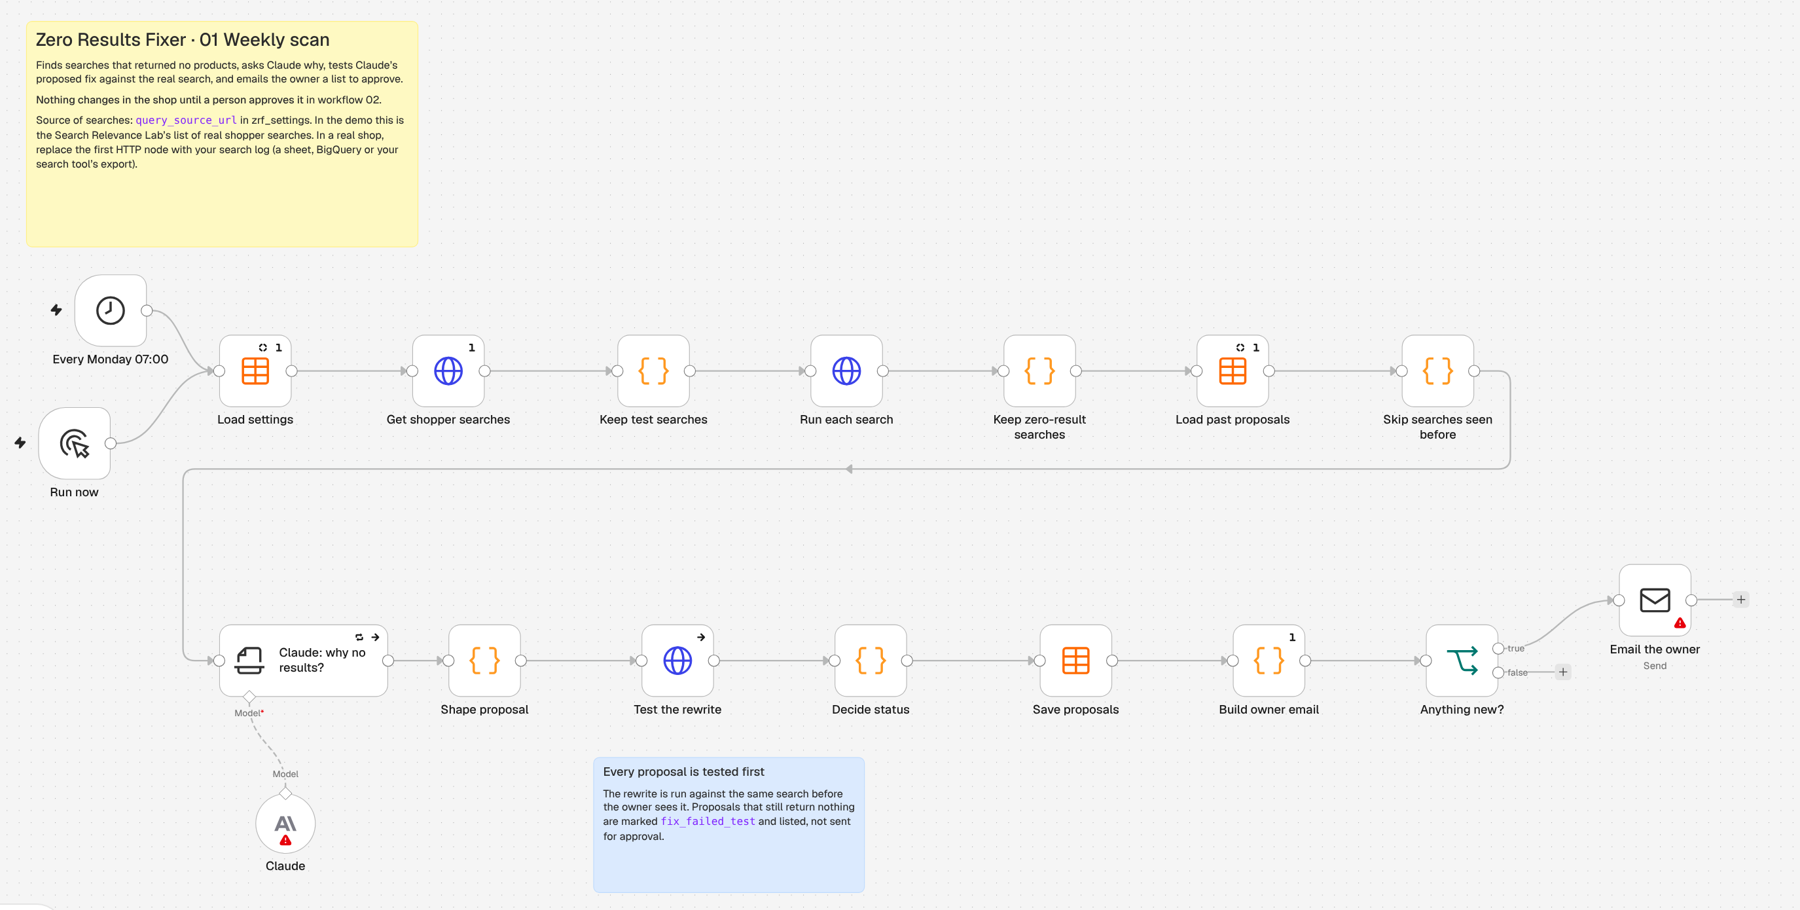 Zero Results Fixer · 01 Weekly scan
Finds searches that returned no products, asks Claude why, tests Claude's
proposed fix against the real search, and emails the owner a list to approve.
Nothing changes in the shop until a person approves it in workflow 02.
Source of searches: query_source_url in zrf_settings. In the demo this is
the Search Relevance Lab's list of real shopper searches. In a real shop,
replace the first HTTP node with your search log (a sheet, BigQuery or your
search tool's export).
Every Monday 07:00
Run now
1
Load settings
1
Get shopper searches
Keep test searches
Run each search
Keep zero-result
searches
1
Load past proposals
Skip searches seen
before
Claude: why no
results?
Model*
Model
Claude
Shape proposal
Test the rewrite
Decide status
Save proposals
1
Build owner email
Anything new?
true
false
Email the owner
Send
Every proposal is tested first
The rewrite is run against the same search before
the owner sees it. Proposals that still return nothing
are marked fix_failed_test and listed, not sent
for approval.